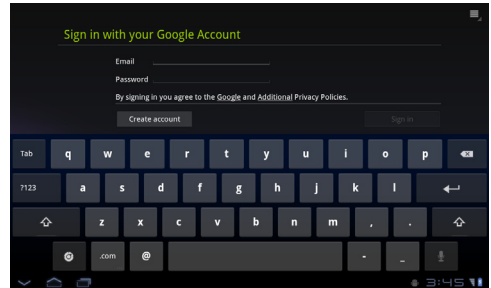 Sign in with your Google Account
Email
Password
By signing in you agree to the Google and Additional Privacy Policies.
Create account Sign in
Tab q w e r t y u i o p
?123 a s d f g h j k l
z x c v b n m , .
.com @ - _
3:45